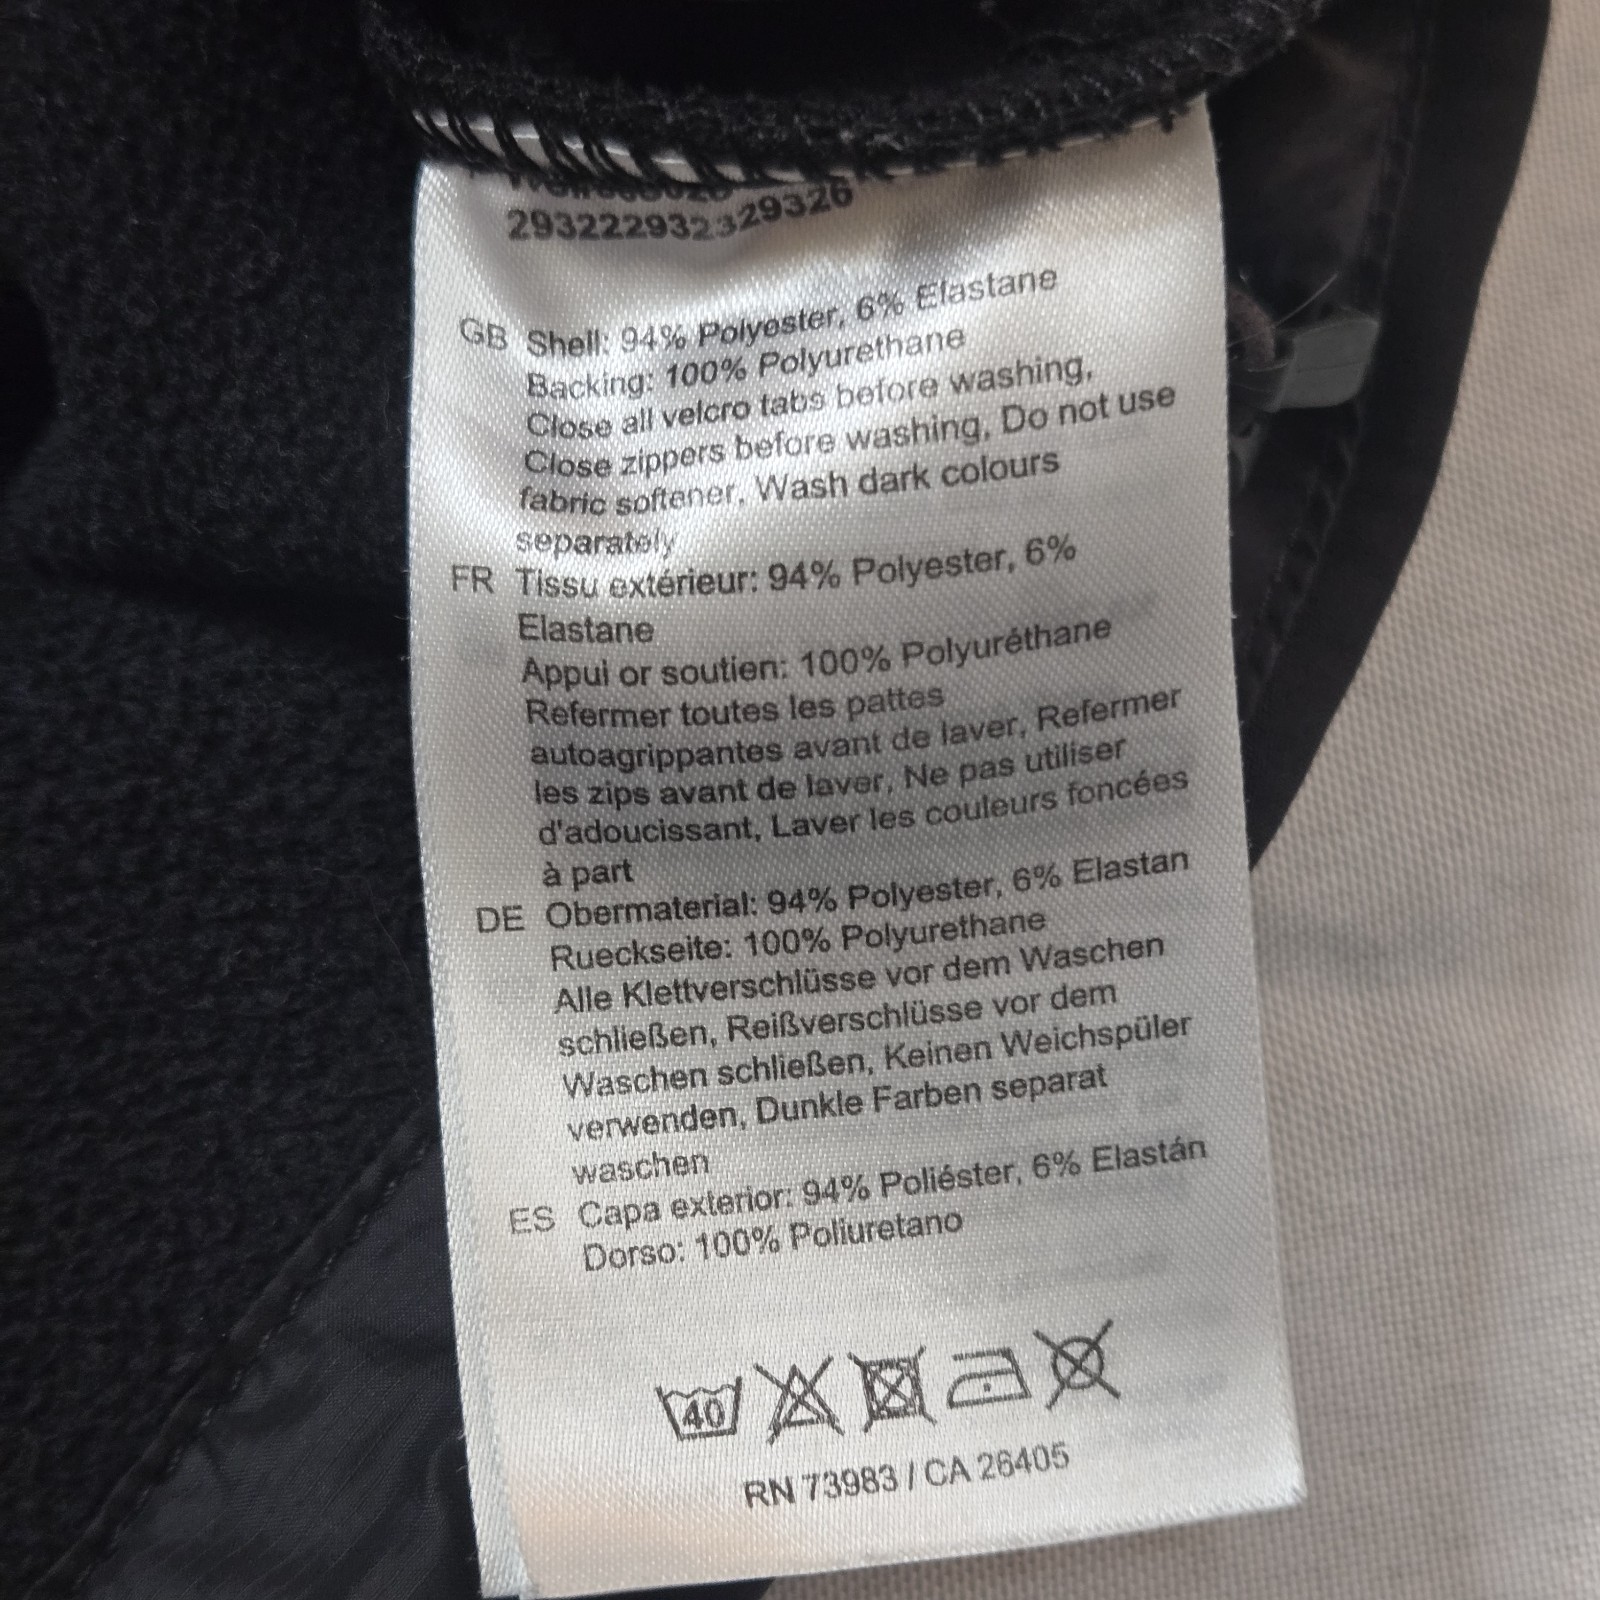 29322293232​9326
GB Shell: 94% Polyester, 6% Elastane
Backing: 100% Polyurethane
Close all velcro tabs before washing,
Close zippers before washing, Do not use
fabric softener, Wash dark colours
separately
FR Tissu extérieur: 94% Polyester, 6%
Elastane
Appui or soutien: 100% Polyuréthane
Refermer toutes les pattes
autoagrippantes avant de laver, Refermer
les zips avant de laver, Ne pas utiliser
d'adoucissant, Laver les couleurs foncées
à part
DE Obermaterial: 94% Polyester, 6% Elastan
Rueckseite: 100% Polyurethane
Alle Klettverschlüsse vor dem Waschen
schließen, Reißverschlüsse vor dem
Waschen schließen, Keinen Weichspüler
verwenden, Dunkle Farben separat
waschen
ES Capa exterior: 94% Poliéster, 6% Elastán
Dorso: 100% Poliuretano
40
RN 73983 / CA 26405